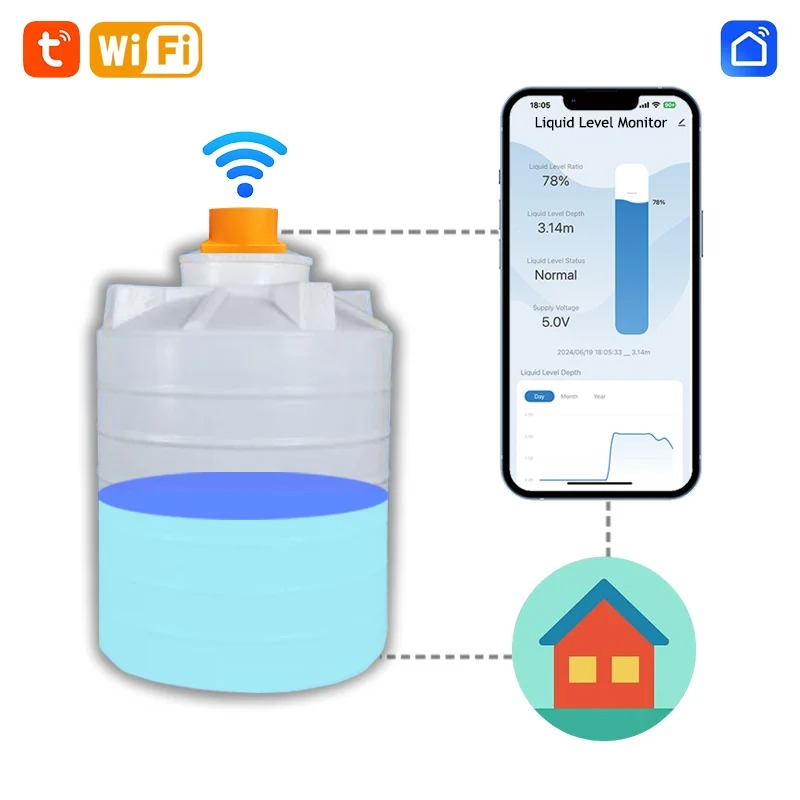 t WiFi
18:05
Liquid Level Monitor
Liquid Level Ratio
78%
78%
Liquid Level Depth
3.14m
Liquid Level Status
Normal
Supply Voltage
5.0V
2024/06/19 18:05:33 __ 3.14m
Liquid Level Depth
Day Month Year